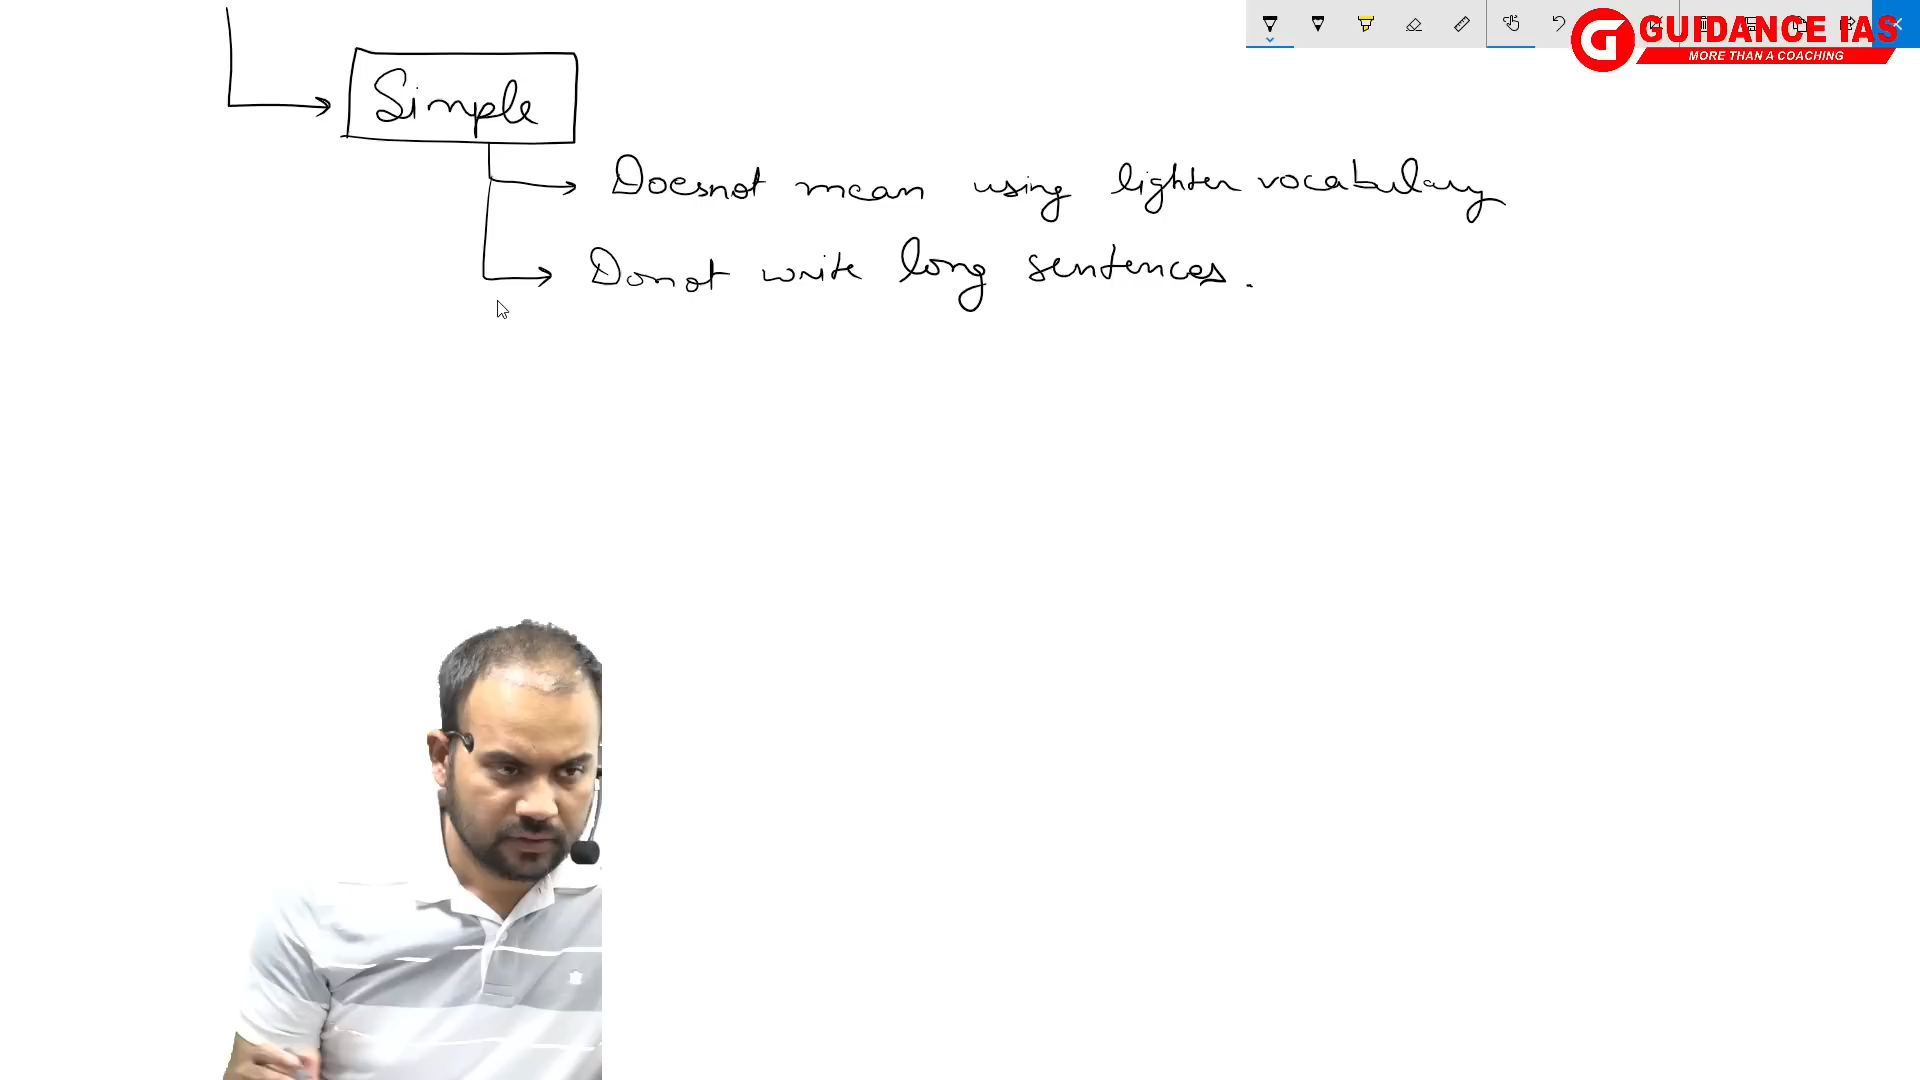 GUIDANCE IAS
MORE THAN A COACHING
Simple
Doesnot mean using lighter vocabulary
Donot write long sentences.